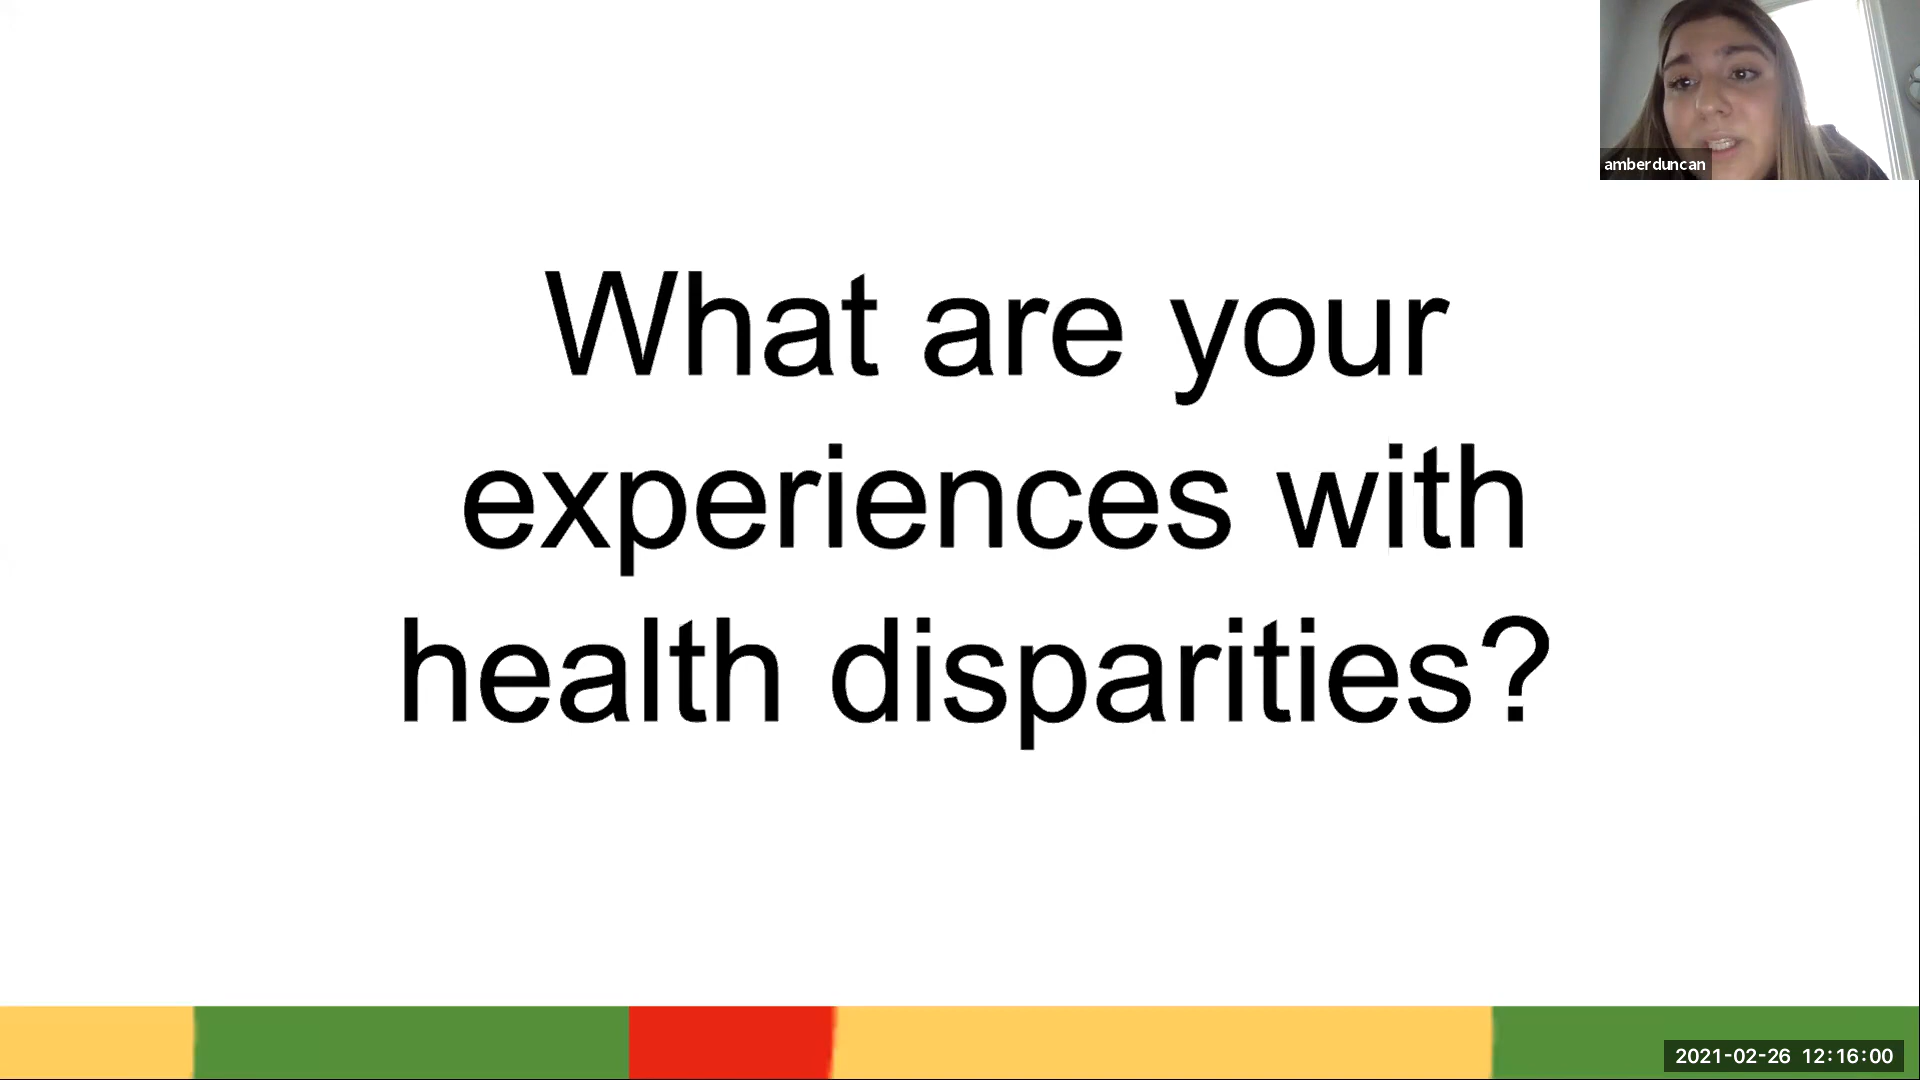 amberduncan
What are your
experiences with
health disparities?
2021-02-26 12:16:00